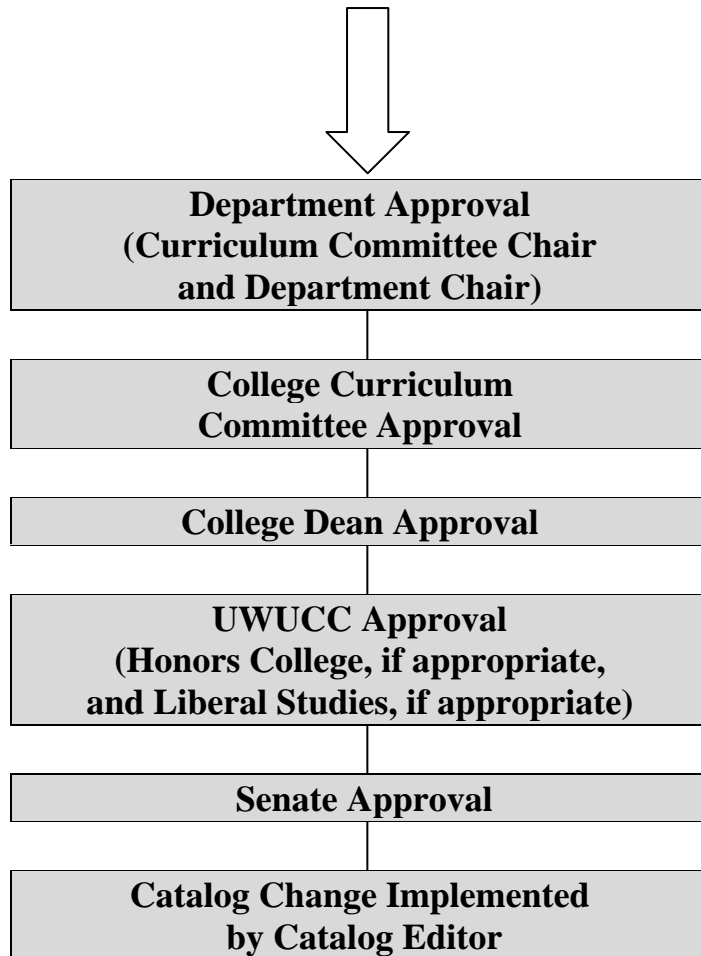 Department Approval
(Curriculum Committee Chair
and Department Chair)
College Curriculum
Committee Approval
College Dean Approval
UWUCC Approval
(Honors College, if appropriate,
and Liberal Studies, if appropriate)
Senate Approval
Catalog Change Implemented
by Catalog Editor